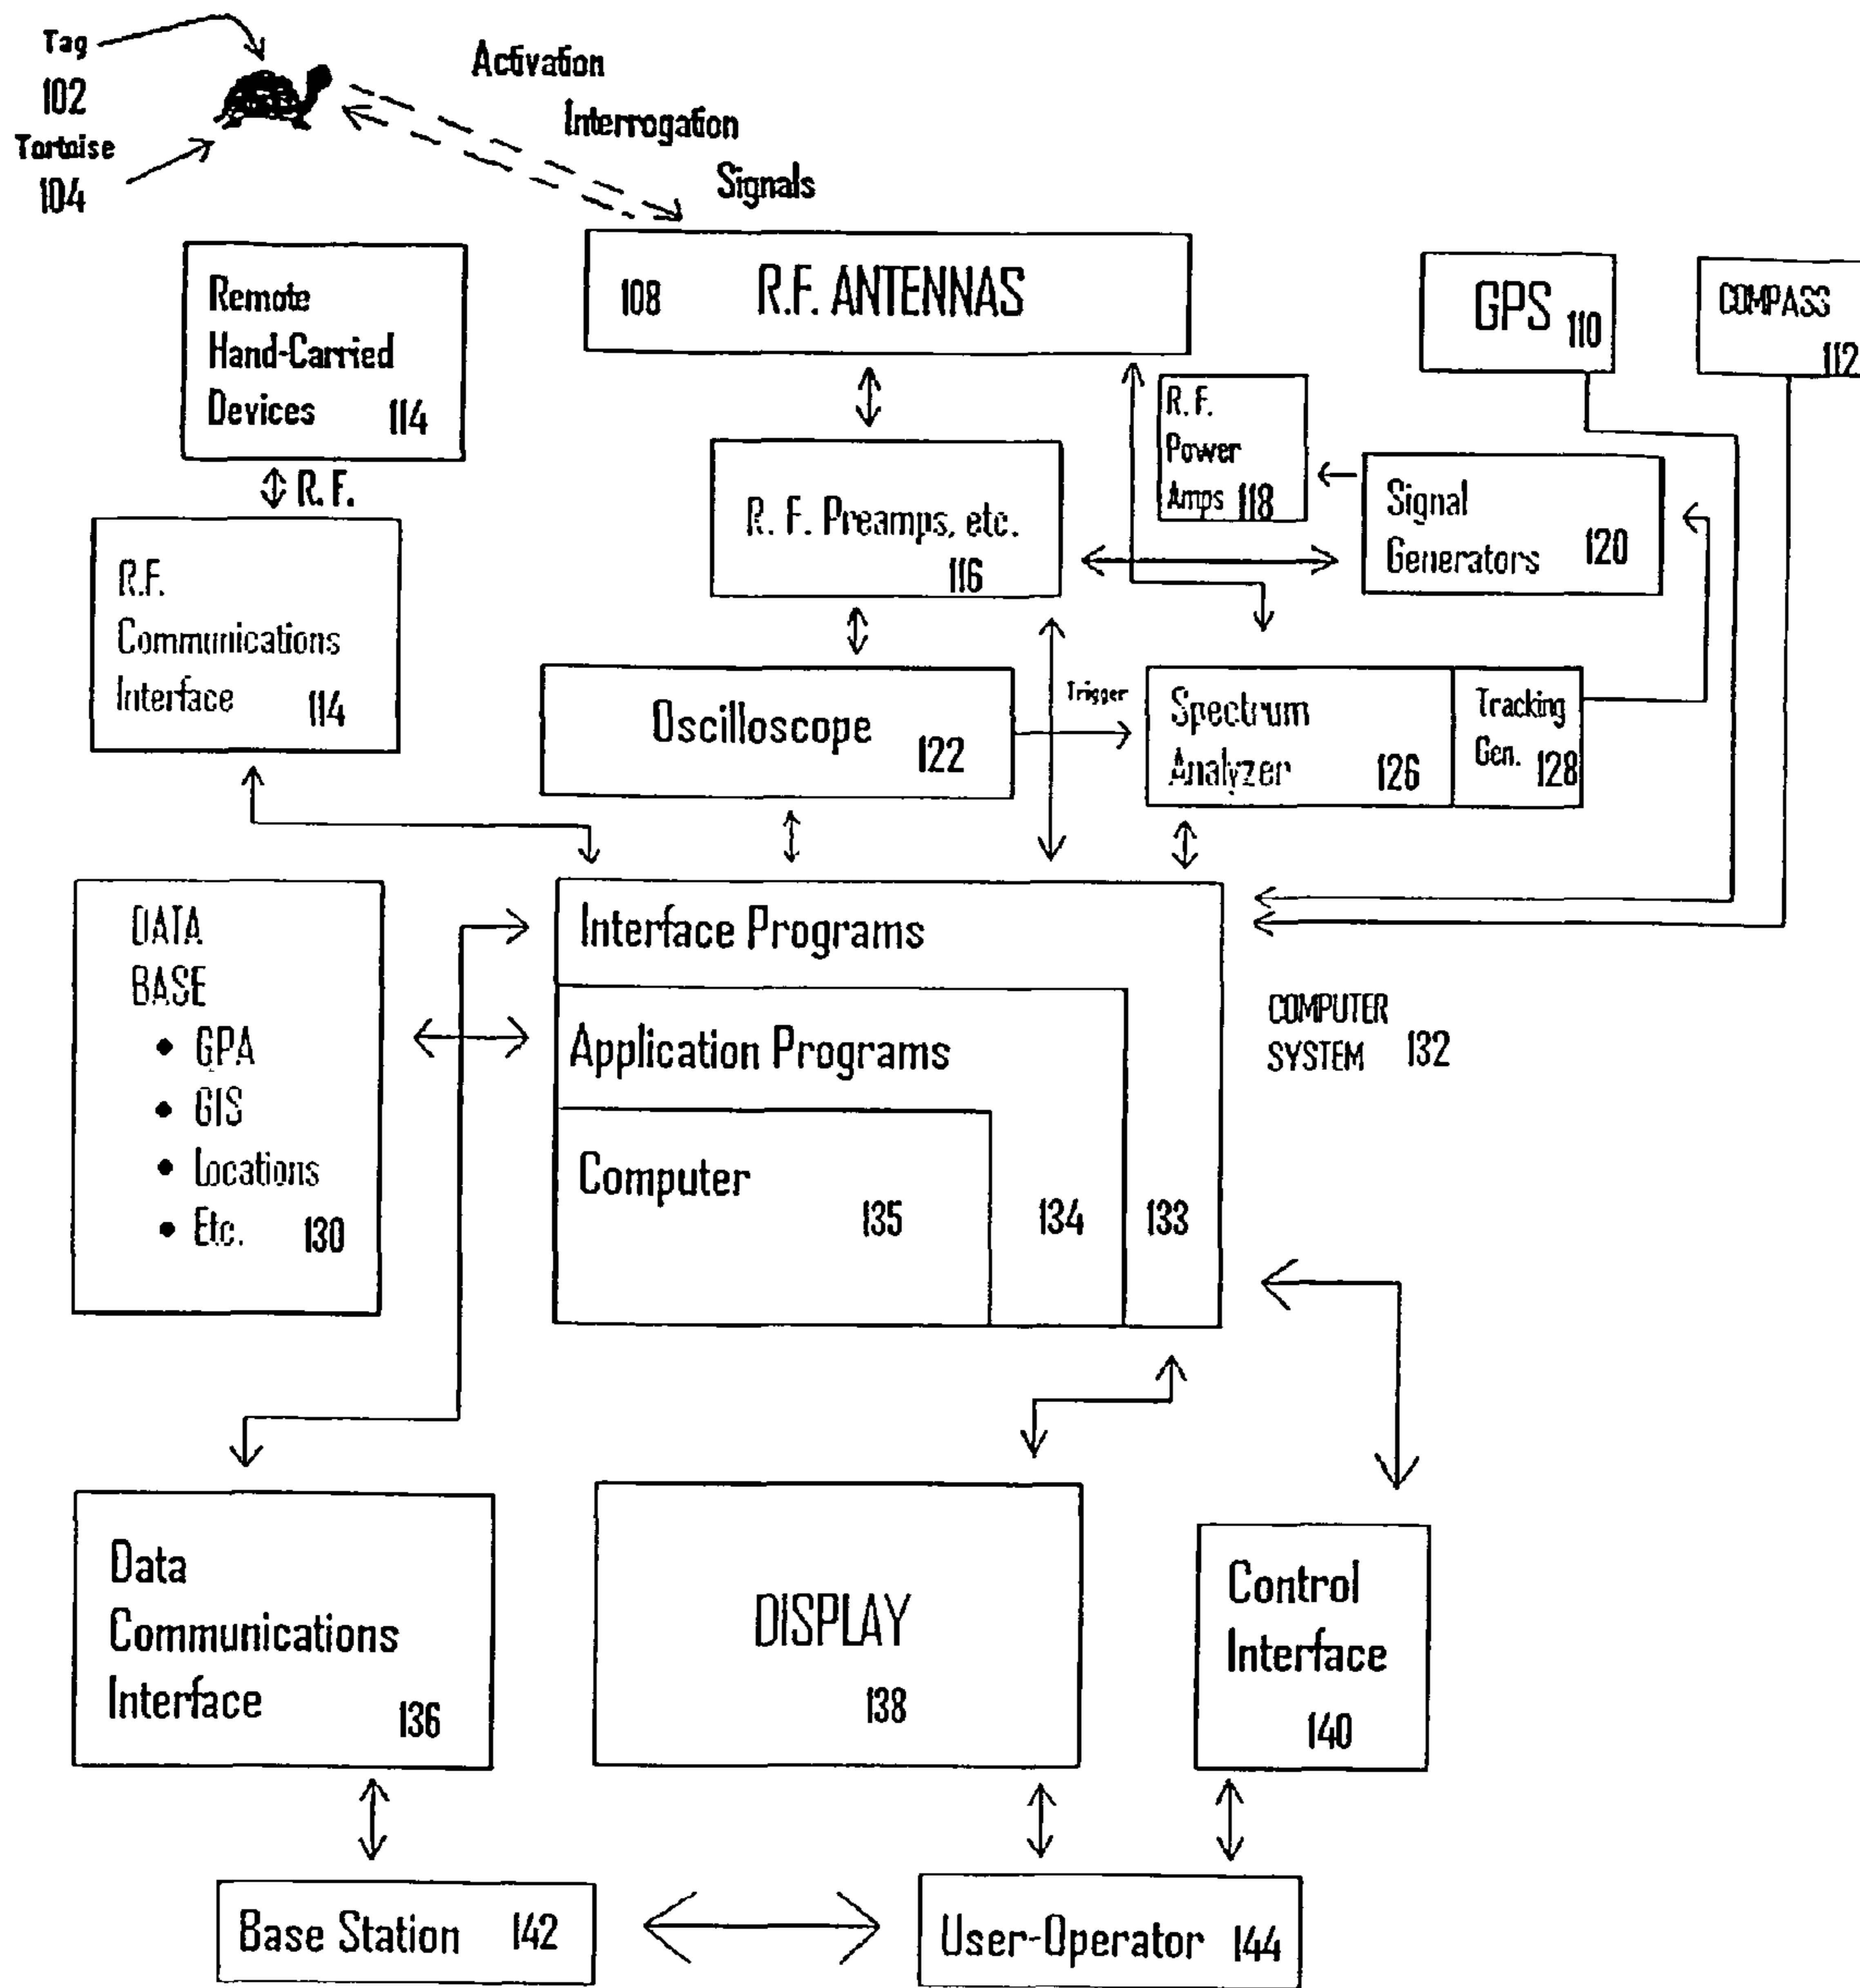 Tag
102
Tortoise
104
Activation
Interrogation
Signals
108 R.F. ANTENNAS
GPS 110
COMPASS
112
Remote
Hand-Carried
Devices 114
R.F.
R.F.
Communications
Interface 114
R. F. Preamps, etc.
116
R. F.
Power
Amps 118
Signal
Generators 120
Oscilloscope 122
Trigger
Spectrum
Analyzer 126
Tracking
Gen. 128
DATA
BASE
• GPA
• GIS
• Locations
• Etc. 130
Interface Programs
Application Programs
Computer
135 134 133
COMPUTER
SYSTEM 132
Data
Communications
Interface 136
DISPLAY
138
Control
Interface
140
Base Station 142
User-Operator 144